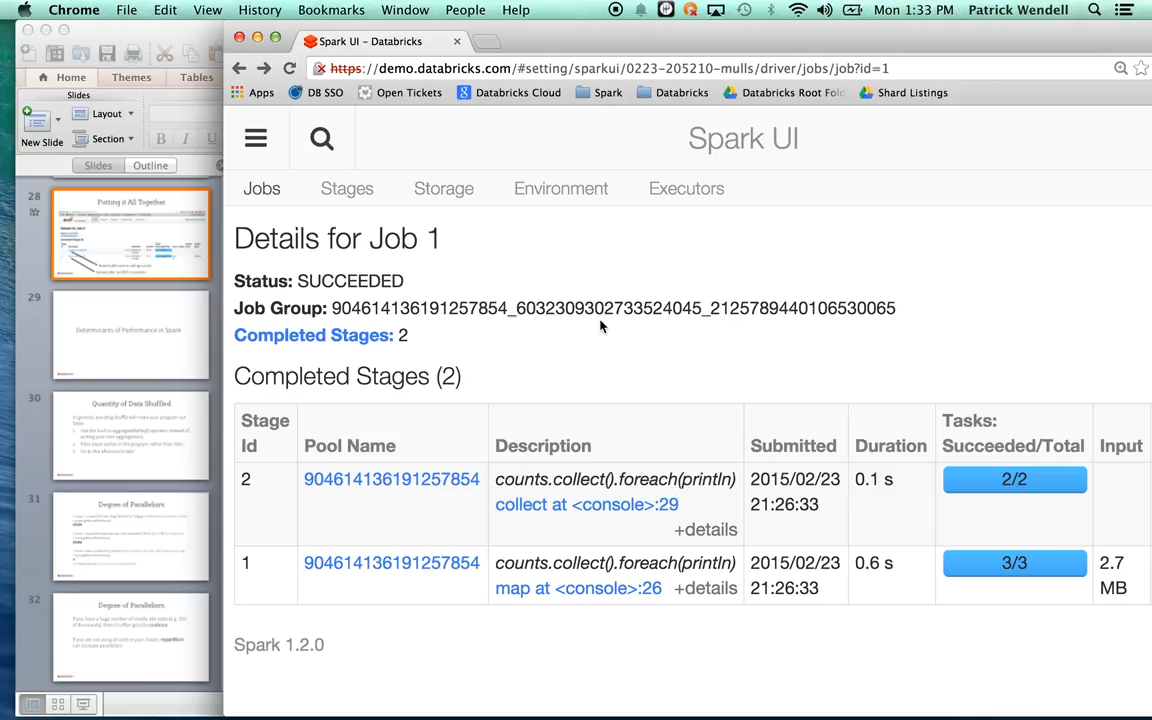 Chrome File Edit View History Bookmarks Window People Help Mon 1:33 PM Patrick Wendell
Spark UI – Databricks
https://demo.databricks.com/#setting/sparkui/0223-205210-mulls/driver/jobs/job?id=1
Apps DB SSO Open Tickets Databricks Cloud Spark Databricks Databricks Root Fold Shard Listings
Home Themes Tables
Slides
New Slide Layout Section B I U
Slides Outline
28
Putting it All Together
29
Determinants of Performance in Spark
30
Quantity of Data Shuffled
31
Degree of Parallelism
32
Degree of Parallelism
Spark UI
Jobs Stages Storage Environment Executors
Details for Job 1
Status: SUCCEEDED
Job Group: 904614136191257854_6032309302733524045_2125789440106530065
Completed Stages: 2
Completed Stages (2)
Stage Id Pool Name Description Submitted Duration Tasks: Succeeded/Total Input
2 904614136191257854 counts.collect().foreach(println) 2015/02/23 0.1 s 2/2
collect at <console>:29 21:26:33
+details
1 904614136191257854 counts.collect().foreach(println) 2015/02/23 0.6 s 3/3 2.7
map at <console>:26 +details 21:26:33 MB
Spark 1.2.0